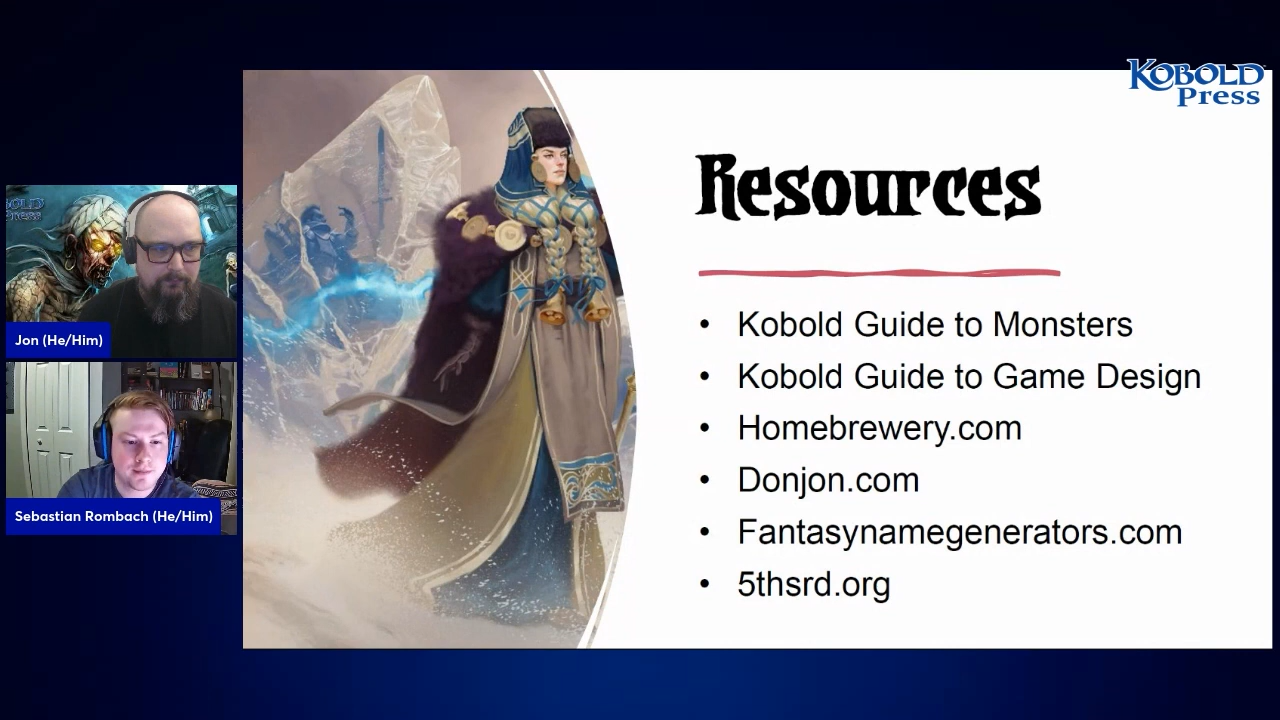 KOBOLD
Press
Resources
• Kobold Guide to Monsters
• Kobold Guide to Game Design
• Homebrewery.com
• Donjon.com
• Fantasynamegenerators.com
• 5thsrd.org
Jon (He/Him)
Sebastian Rombach (He/Him)